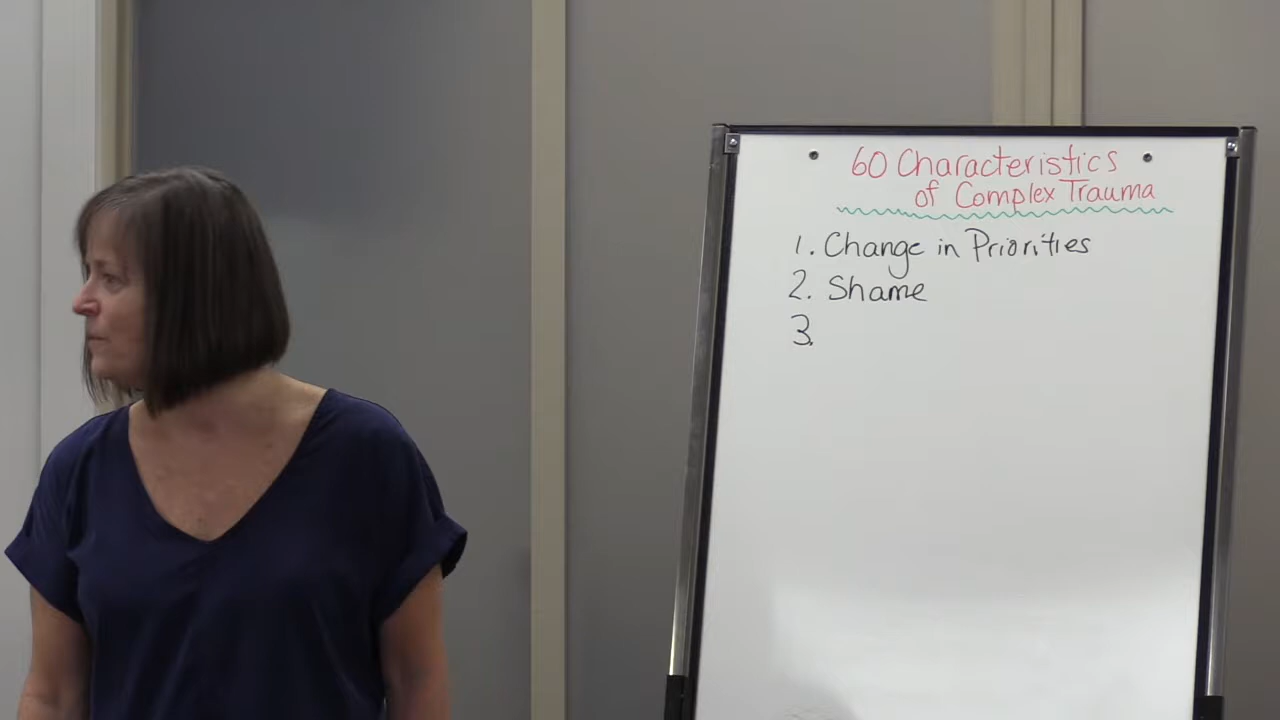 60 Characteristics
of Complex Trauma
1. Change in Priorities
2. Shame
3.